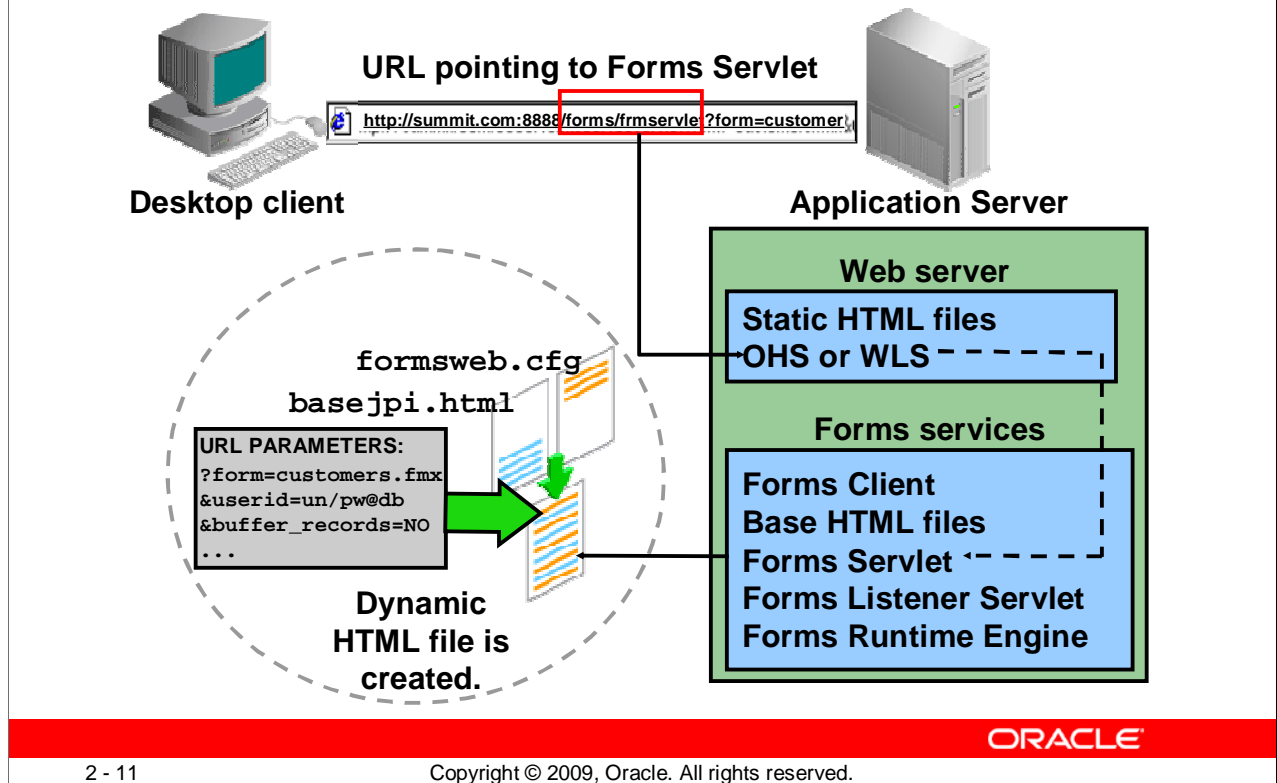 URL pointing to Forms Servlet
http://summit.com:8888/forms/frmservlet?form=customer
Desktop client
Application Server
Web server
Static HTML files
OHS or WLS
formsweb.cfg
basejpi.html
URL PARAMETERS:
?form=customers.fmx
&userid=un/pw@db
&buffer_records=NO
...
Dynamic
HTML file is
created.
Forms services
Forms Client
Base HTML files
Forms Servlet
Forms Listener Servlet
Forms Runtime Engine
ORACLE
2 - 11
Copyright © 2009, Oracle. All rights reserved.